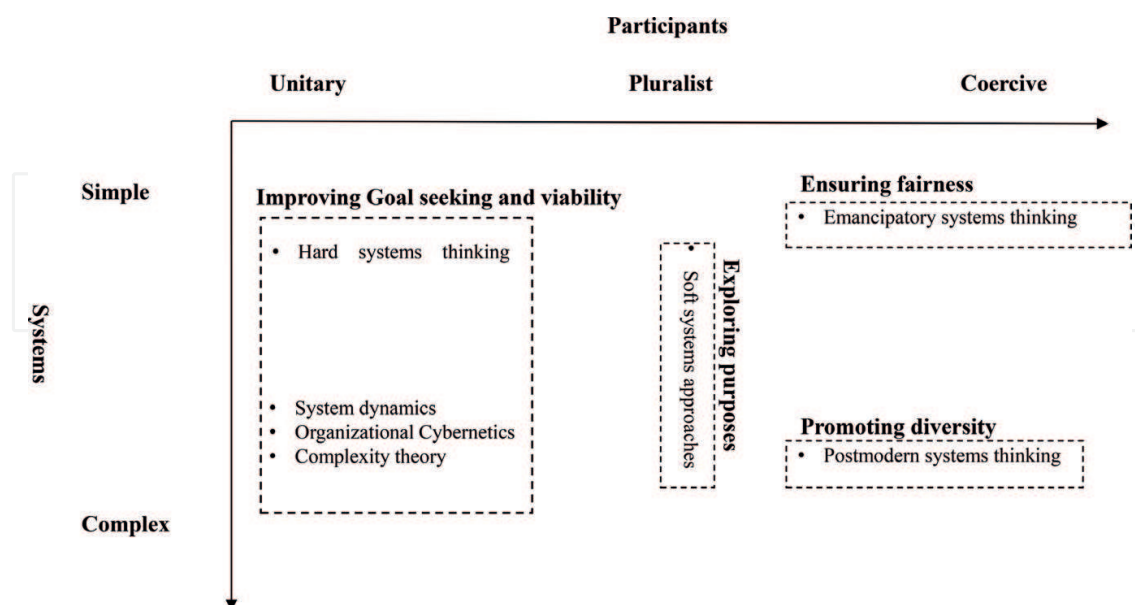 Participants
Unitary
Pluralist
Coercive
Systems
Simple
Complex
Improving Goal seeking and viability
• Hard systems thinking
• System dynamics
• Organizational Cybernetics
• Complexity theory
• Soft systems approaches
Exploring purposes
Ensuring fairness
• Emancipatory systems thinking
Promoting diversity
• Postmodern systems thinking